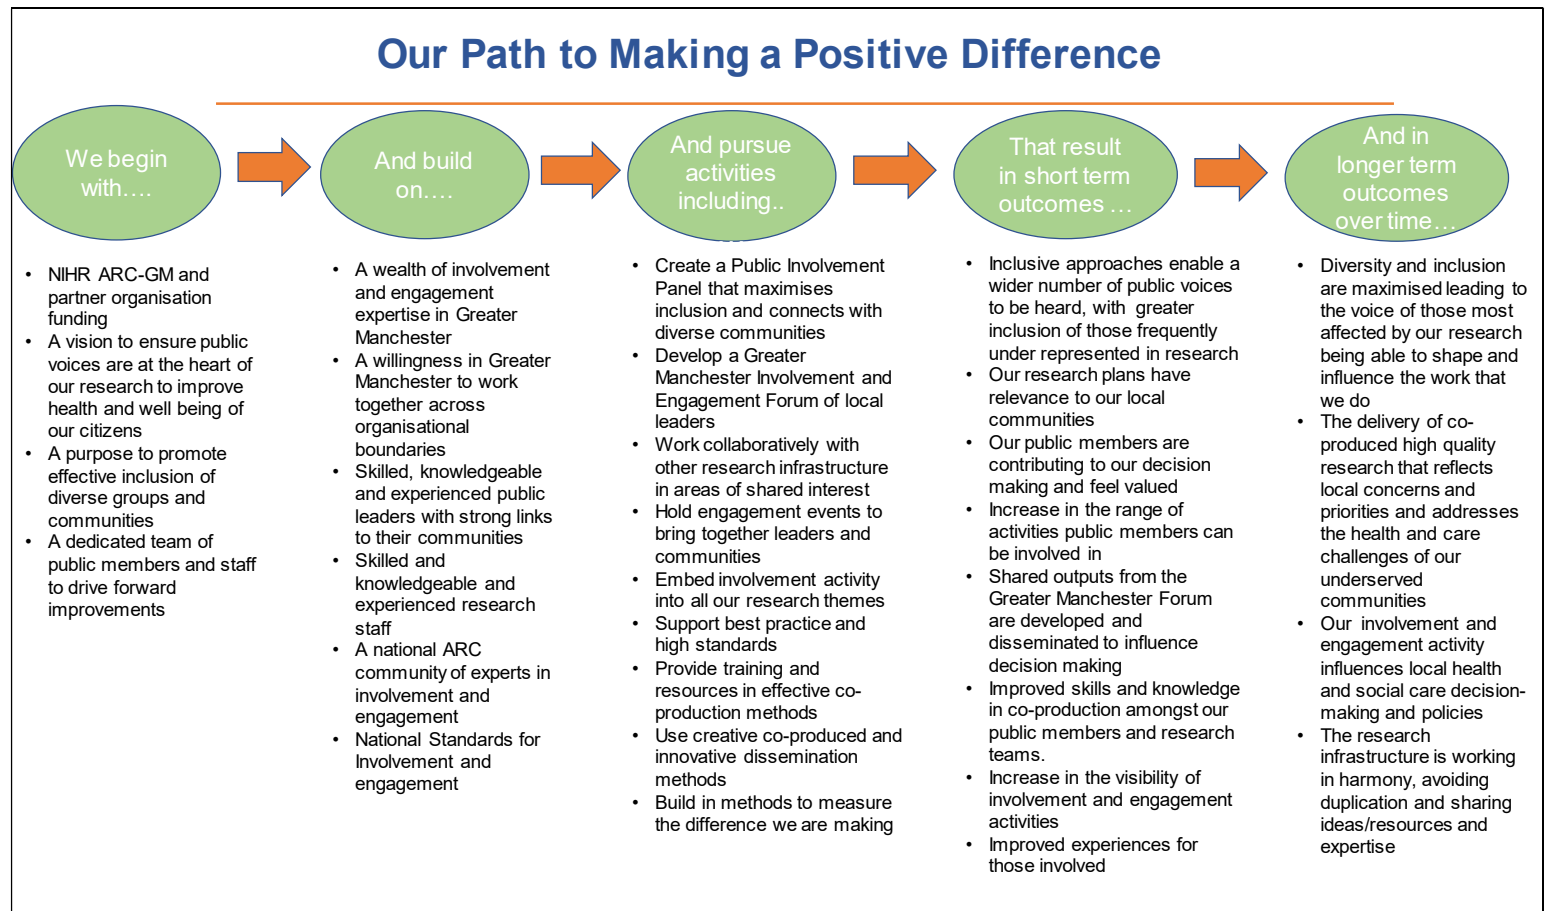 Our Path to Making a Positive Difference
We begin
with….
And build
on….
And pursue
activities
including..
That result
in short term
outcomes …
And in
longer term
outcomes
over time…
• NIHR ARC-GM and
partner organisation
funding
• A vision to ensure public
voices are at the heart of
our research to improve
health and well being of
our citizens
• A purpose to promote
effective inclusion of
diverse groups and
communities
• A dedicated team of
public members and staff
to drive forward
improvements
• A wealth of involvement
and engagement
expertise in Greater
Manchester
• A willingness in Greater
Manchester to work
together across
organisational
boundaries
• Skilled, knowledgeable
and experienced public
leaders with strong links
to their communities
• Skilled and
knowledgeable and
experienced research
staff
• A national ARC
community of experts in
involvement and
engagement
• National Standards for
Involvement and
engagement
• Create a Public Involvement
Panel that maximises
inclusion and connects with
diverse communities
• Develop a Greater
Manchester Involvement and
Engagement Forum of local
leaders
• Work collaboratively with
other research infrastructure
in areas of shared interest
• Hold engagement events to
bring together leaders and
communities
• Embed involvement activity
into all our research themes
• Support best practice and
high standards
• Provide training and
resources in effective co-
production methods
• Use creative co-produced and
innovative dissemination
methods
• Build in methods to measure
the difference we are making
• Inclusive approaches enable a
wider number of public voices
to be heard, with greater
inclusion of those frequently
under represented in research
• Our research plans have
relevance to our local
communities
• Our public members are
contributing to our decision
making and feel valued
• Increase in the range of
activities public members can
be involved in
• Shared outputs from the
Greater Manchester Forum
are developed and
disseminated to influence
decision making
• Improved skills and knowledge
in co-production amongst our
public members and research
teams.
• Increase in the visibility of
involvement and engagement
activities
• Improved experiences for
those involved
• Diversity and inclusion
are maximised leading to
the voice of those most
affected by our research
being able to shape and
influence the work that
we do
• The delivery of co-
produced high quality
research that reflects
local concerns and
priorities and addresses
the health and care
challenges of our
underserved
communities
• Our involvement and
engagement activity
influences local health
and social care decision-
making and policies
• The research
infrastructure is working
in harmony, avoiding
duplication and sharing
ideas/resources and
expertise